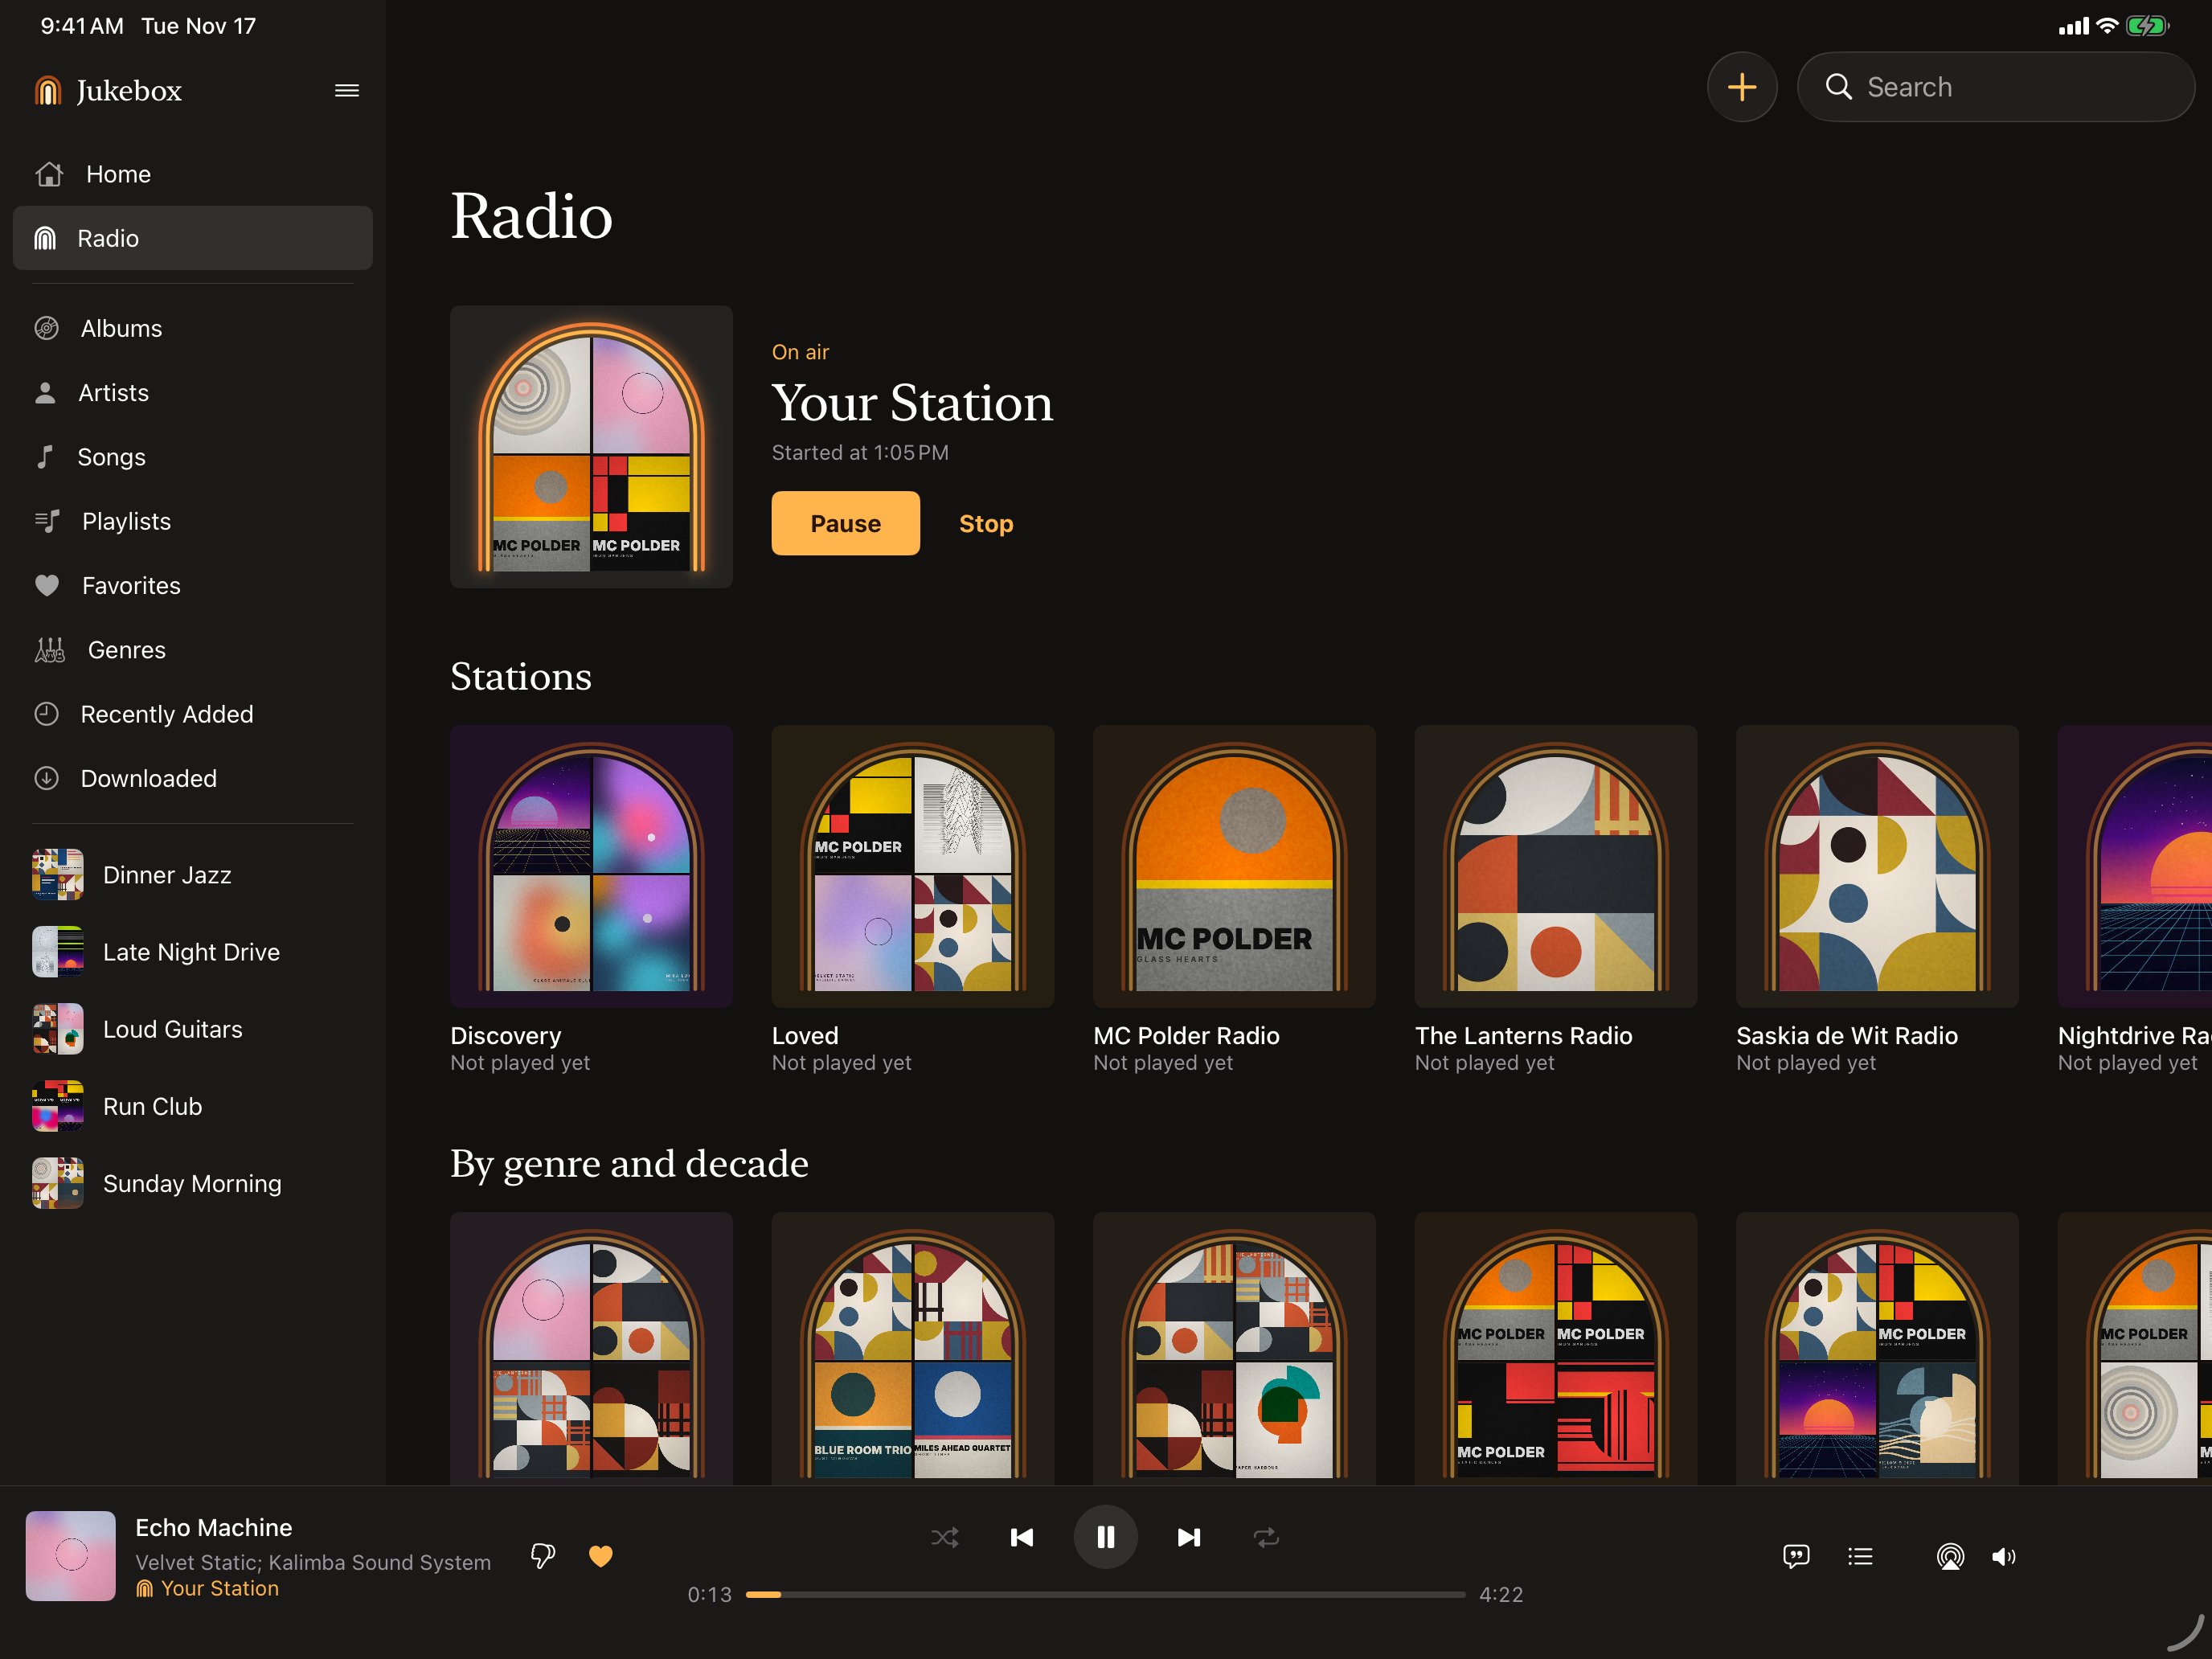 9:41 AM Tue Nov 17
Jukebox
Search
Home
Radio
Albums
Artists
Songs
Playlists
Favorites
Genres
Recently Added
Downloaded
Dinner Jazz
Late Night Drive
Loud Guitars
Run Club
Sunday Morning
Radio
MC POLDER
MC POLDER
On air
Your Station
Started at 1:05 PM
Pause
Stop
Stations
MC POLDER
MC POLDER
GLASS HEARTS
Discovery
Not played yet
Loved
Not played yet
MC Polder Radio
Not played yet
The Lanterns Radio
Not played yet
Saskia de Wit Radio
Not played yet
Nightdrive Ra
Not played yet
By genre and decade
BLUE ROOM TRIO
MILES AHEAD QUARTET
MC POLDER
MC POLDER
MC POLDER
MC POLDER
MC POLDER
Echo Machine
Velvet Static; Kalimba Sound System
Your Station
0:13
4:22